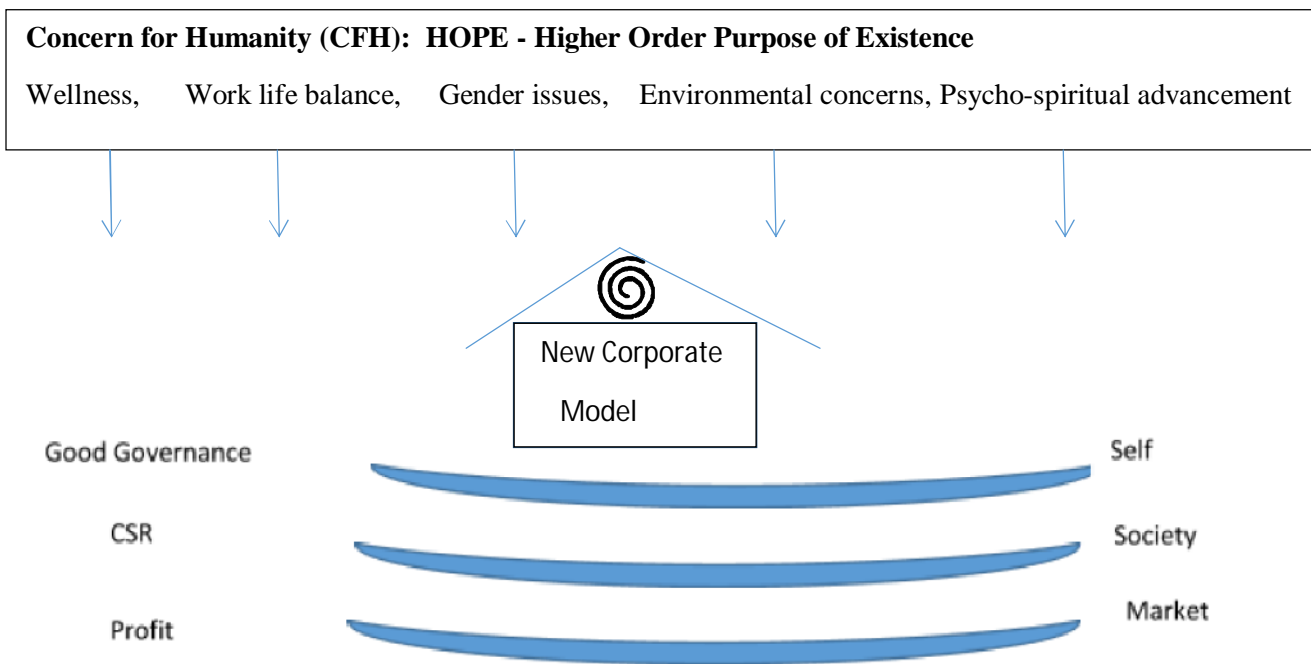 Concern for Humanity (CFH): HOPE - Higher Order Purpose of Existence
Wellness, Work life balance, Gender issues, Environmental concerns, Psycho-spiritual advancement
New Corporate
Model
Good Governance
Self
CSR
Society
Profit
Market